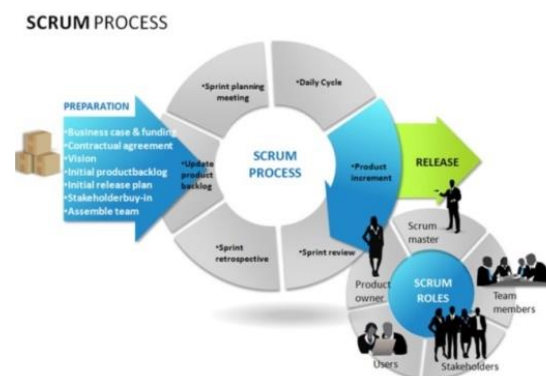 SCRUM PROCESS
PREPARATION
•Business case & funding
•Contractual agreement
•Vision
•Initial productbacklog
•Initial release plan
•Stakeholderbuy-in
•Assemble team
•Sprint planning
meeting
•Daily Cycle
•Update
product
backlog
SCRUM
PROCESS
•Product
increment
RELEASE
•Sprint
retrospective
•Sprint review
Scrum
master
Product
owner
SCRUM
ROLES
Team
members
Users
Stakeholders